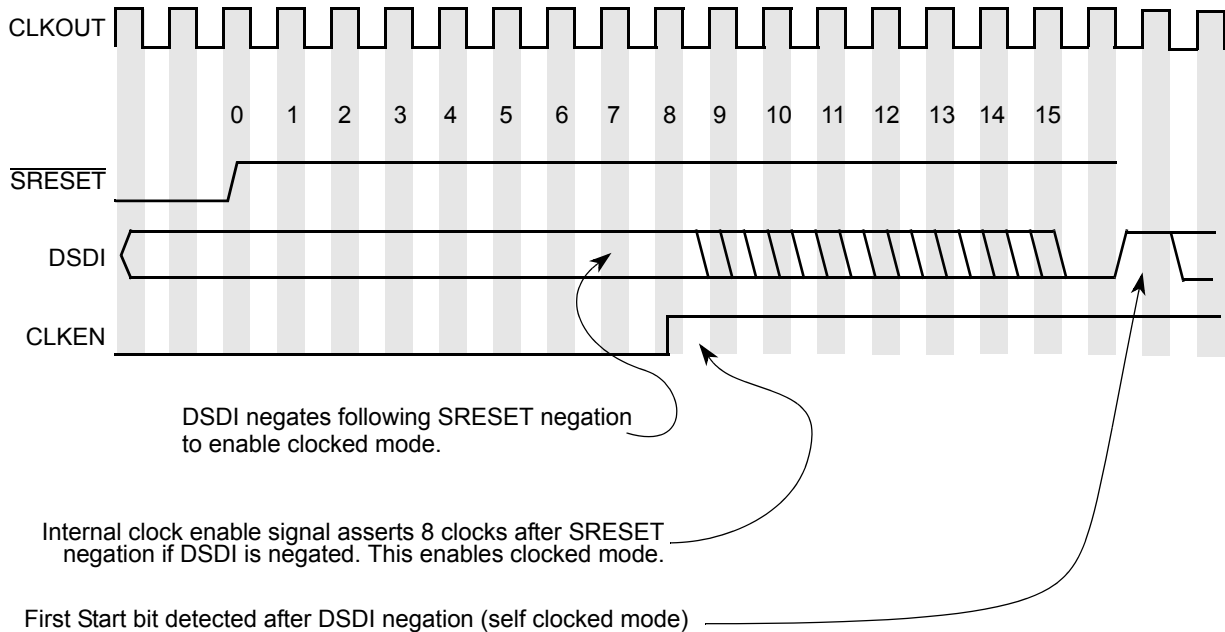 CLKOUT
0 1 2 3 4 5 6 7 8 9 10 11 12 13 14 15
SRESET
DSDI
CLKEN
DSDI negates following SRESET negation
to enable clocked mode.
Internal clock enable signal asserts 8 clocks after SRESET
negation if DSDI is negated. This enables clocked mode.
First Start bit detected after DSDI negation (self clocked mode)